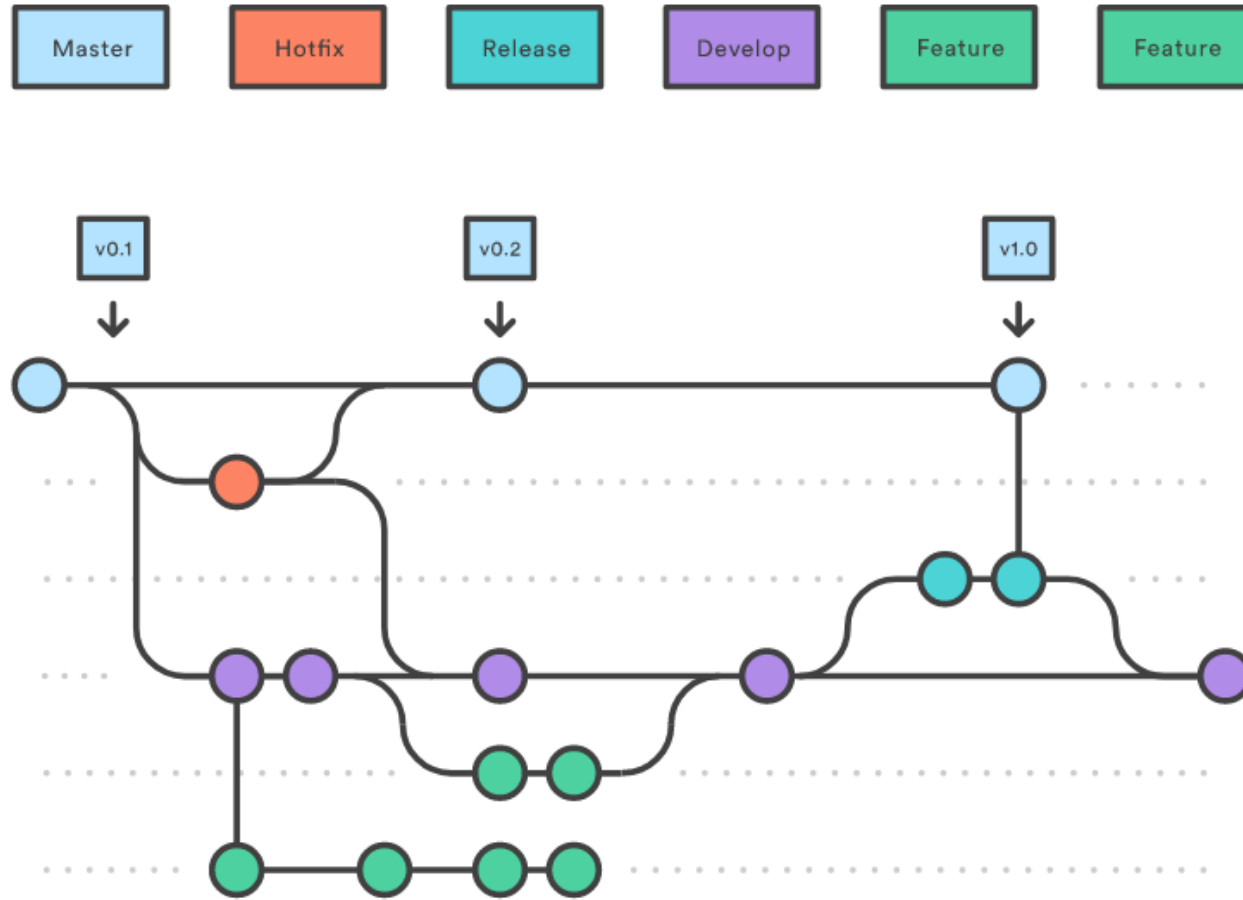 Master
Hotfix
Release
Develop
Feature
Feature
v0.1
v0.2
v1.0